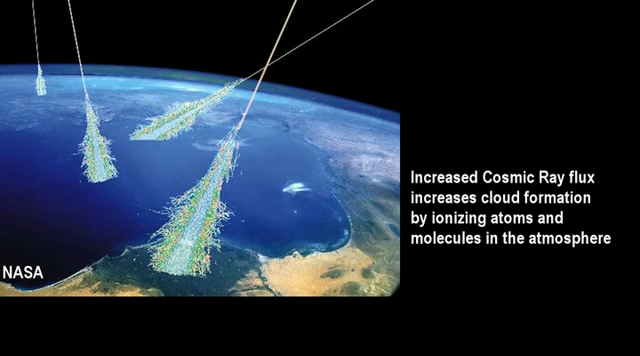 Increased Cosmic Ray flux
increases cloud formation
by ionizing atoms and
molecules in the atmosphere
NASA